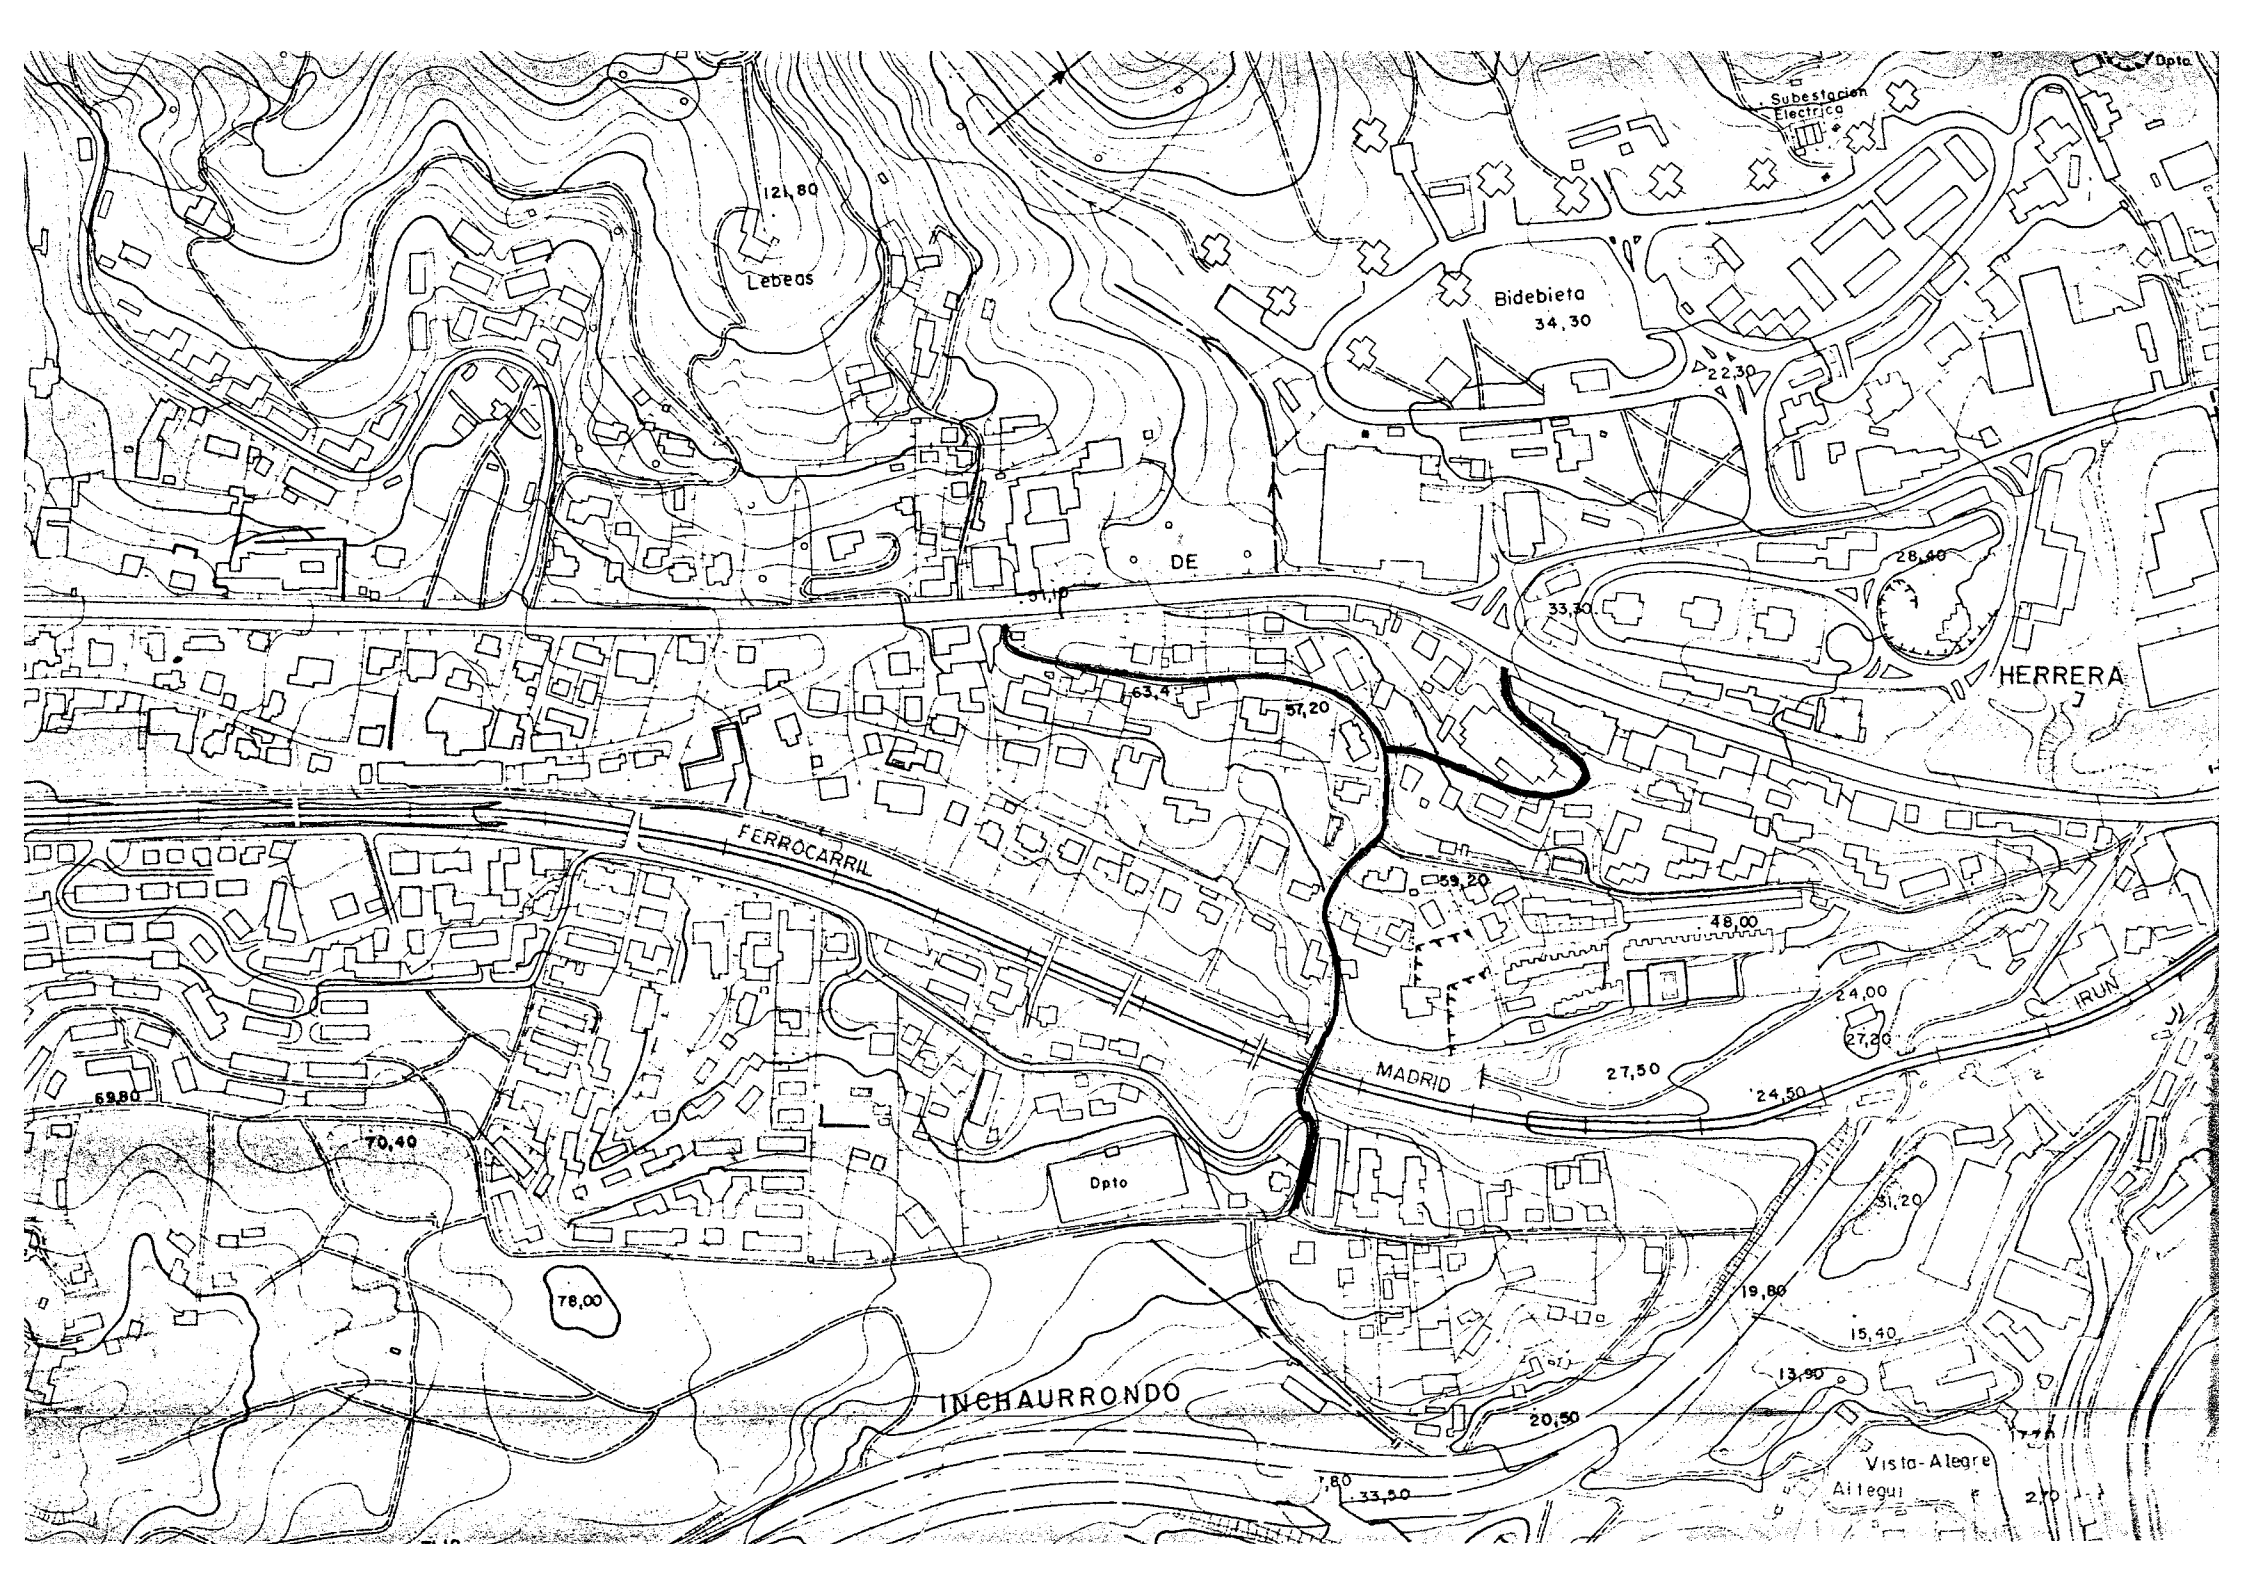 Dpto
Subestacion
Electrica
121,80
Lebeas
Bidebieta
34,30
22,30
DE
28,40
51,10
33,30
HERRERA
63,4
57,20
FERROCARRIL
59,20
48,00
24,00
IRUN
27,20
MADRID
27,50
24,50
69,80
70,40
Dpto
31,20
78,00
19,80
15,40
13,90
INCHAURRONDO
20,50
Vista-Alegre
Aitegui
,80
33,50
2,70